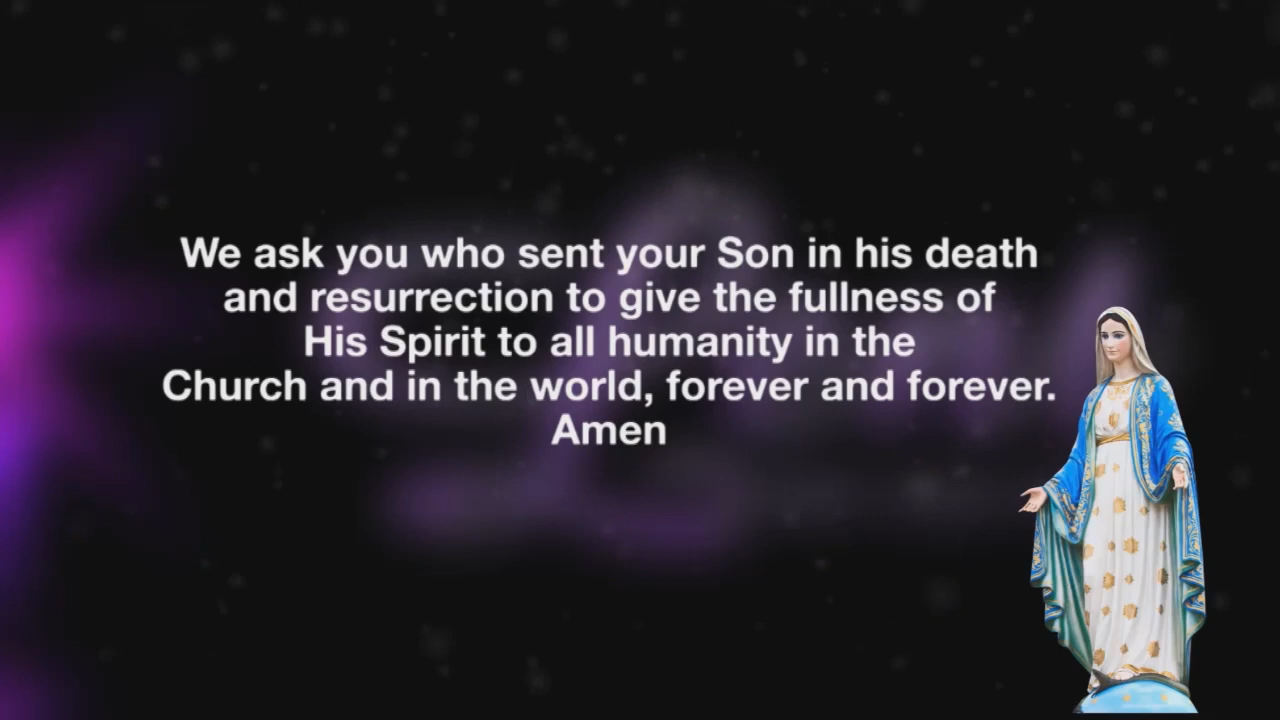 We ask you who sent your Son in his death
and resurrection to give the fullness of
His Spirit to all humanity in the
Church and in the world, forever and forever.
Amen